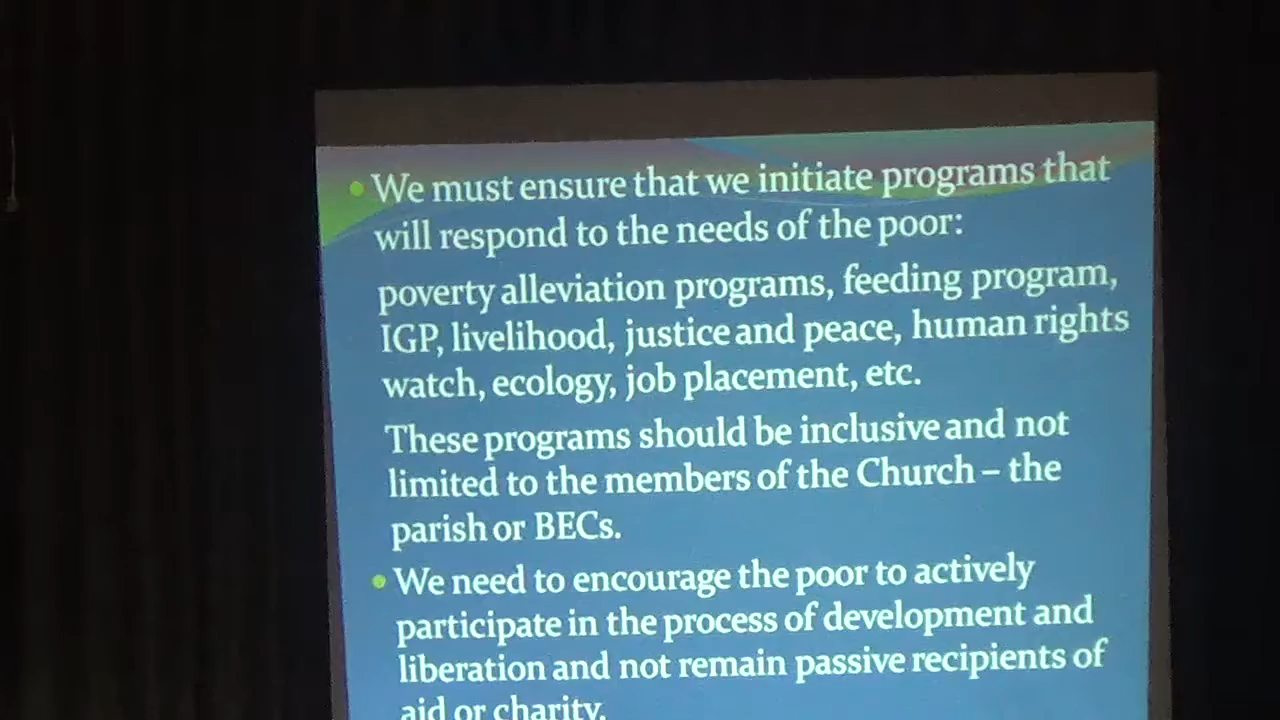 • We must ensure that we initiate programs that
will respond to the needs of the poor:
poverty alleviation programs, feeding program,
IGP, livelihood, justice and peace, human rights
watch, ecology, job placement, etc.
These programs should be inclusive and not
limited to the members of the Church – the
parish or BECs.
• We need to encourage the poor to actively
participate in the process of development and
liberation and not remain passive recipients of
aid or charity.